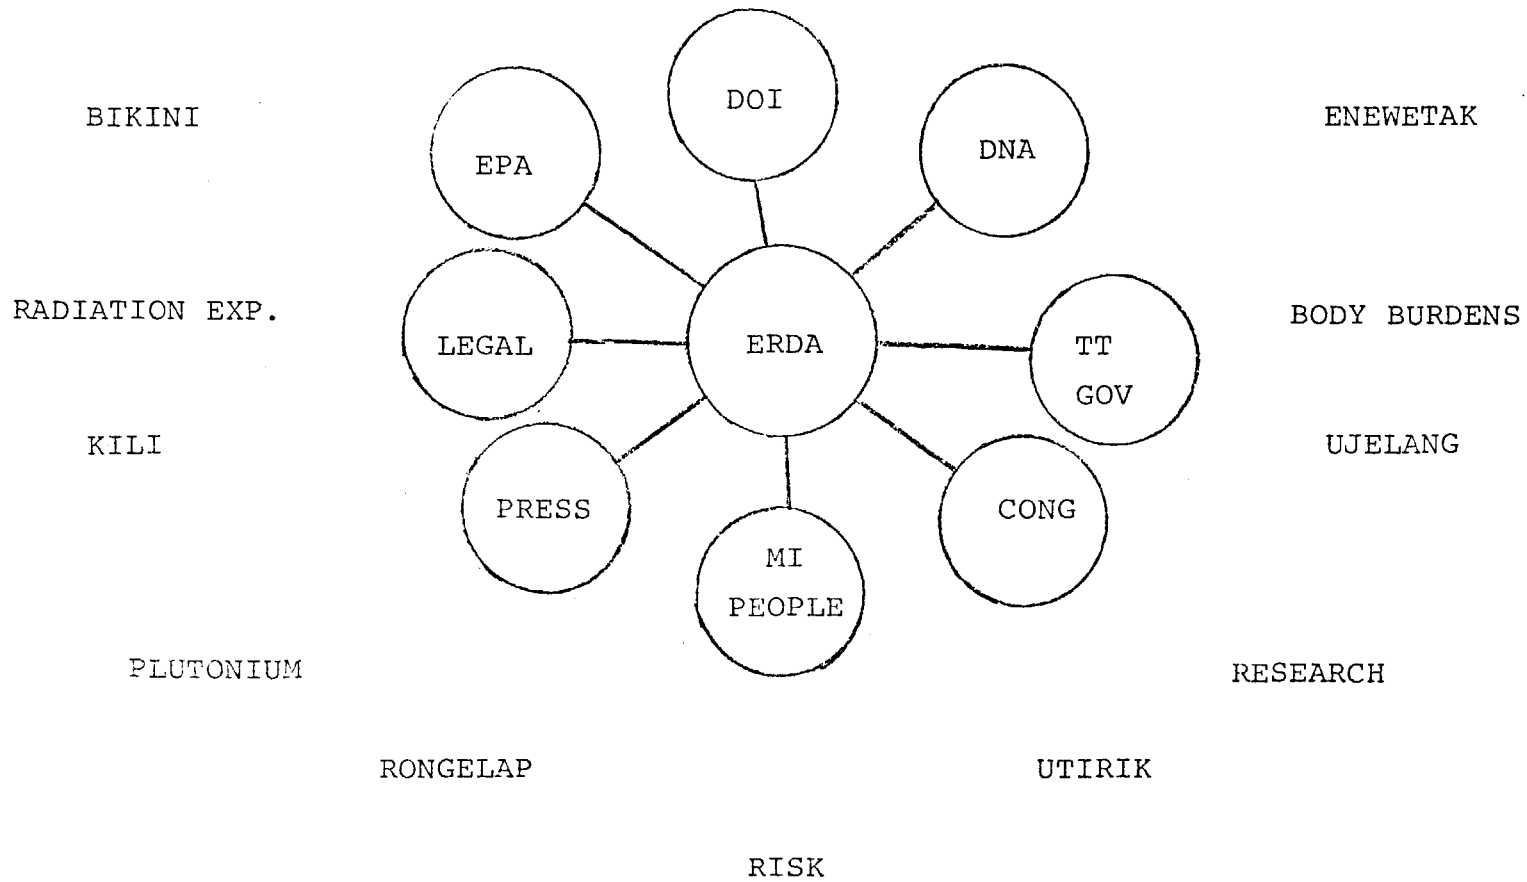 DOI
BIKINI
ENEWETAK
EPA
DNA
RADIATION EXP.
BODY BURDENS
LEGAL
ERDA
TT
GOV
KILI
UJELANG
PRESS
CONG
MI
PEOPLE
PLUTONIUM
RESEARCH
RONGELAP
UTIRIK
RISK